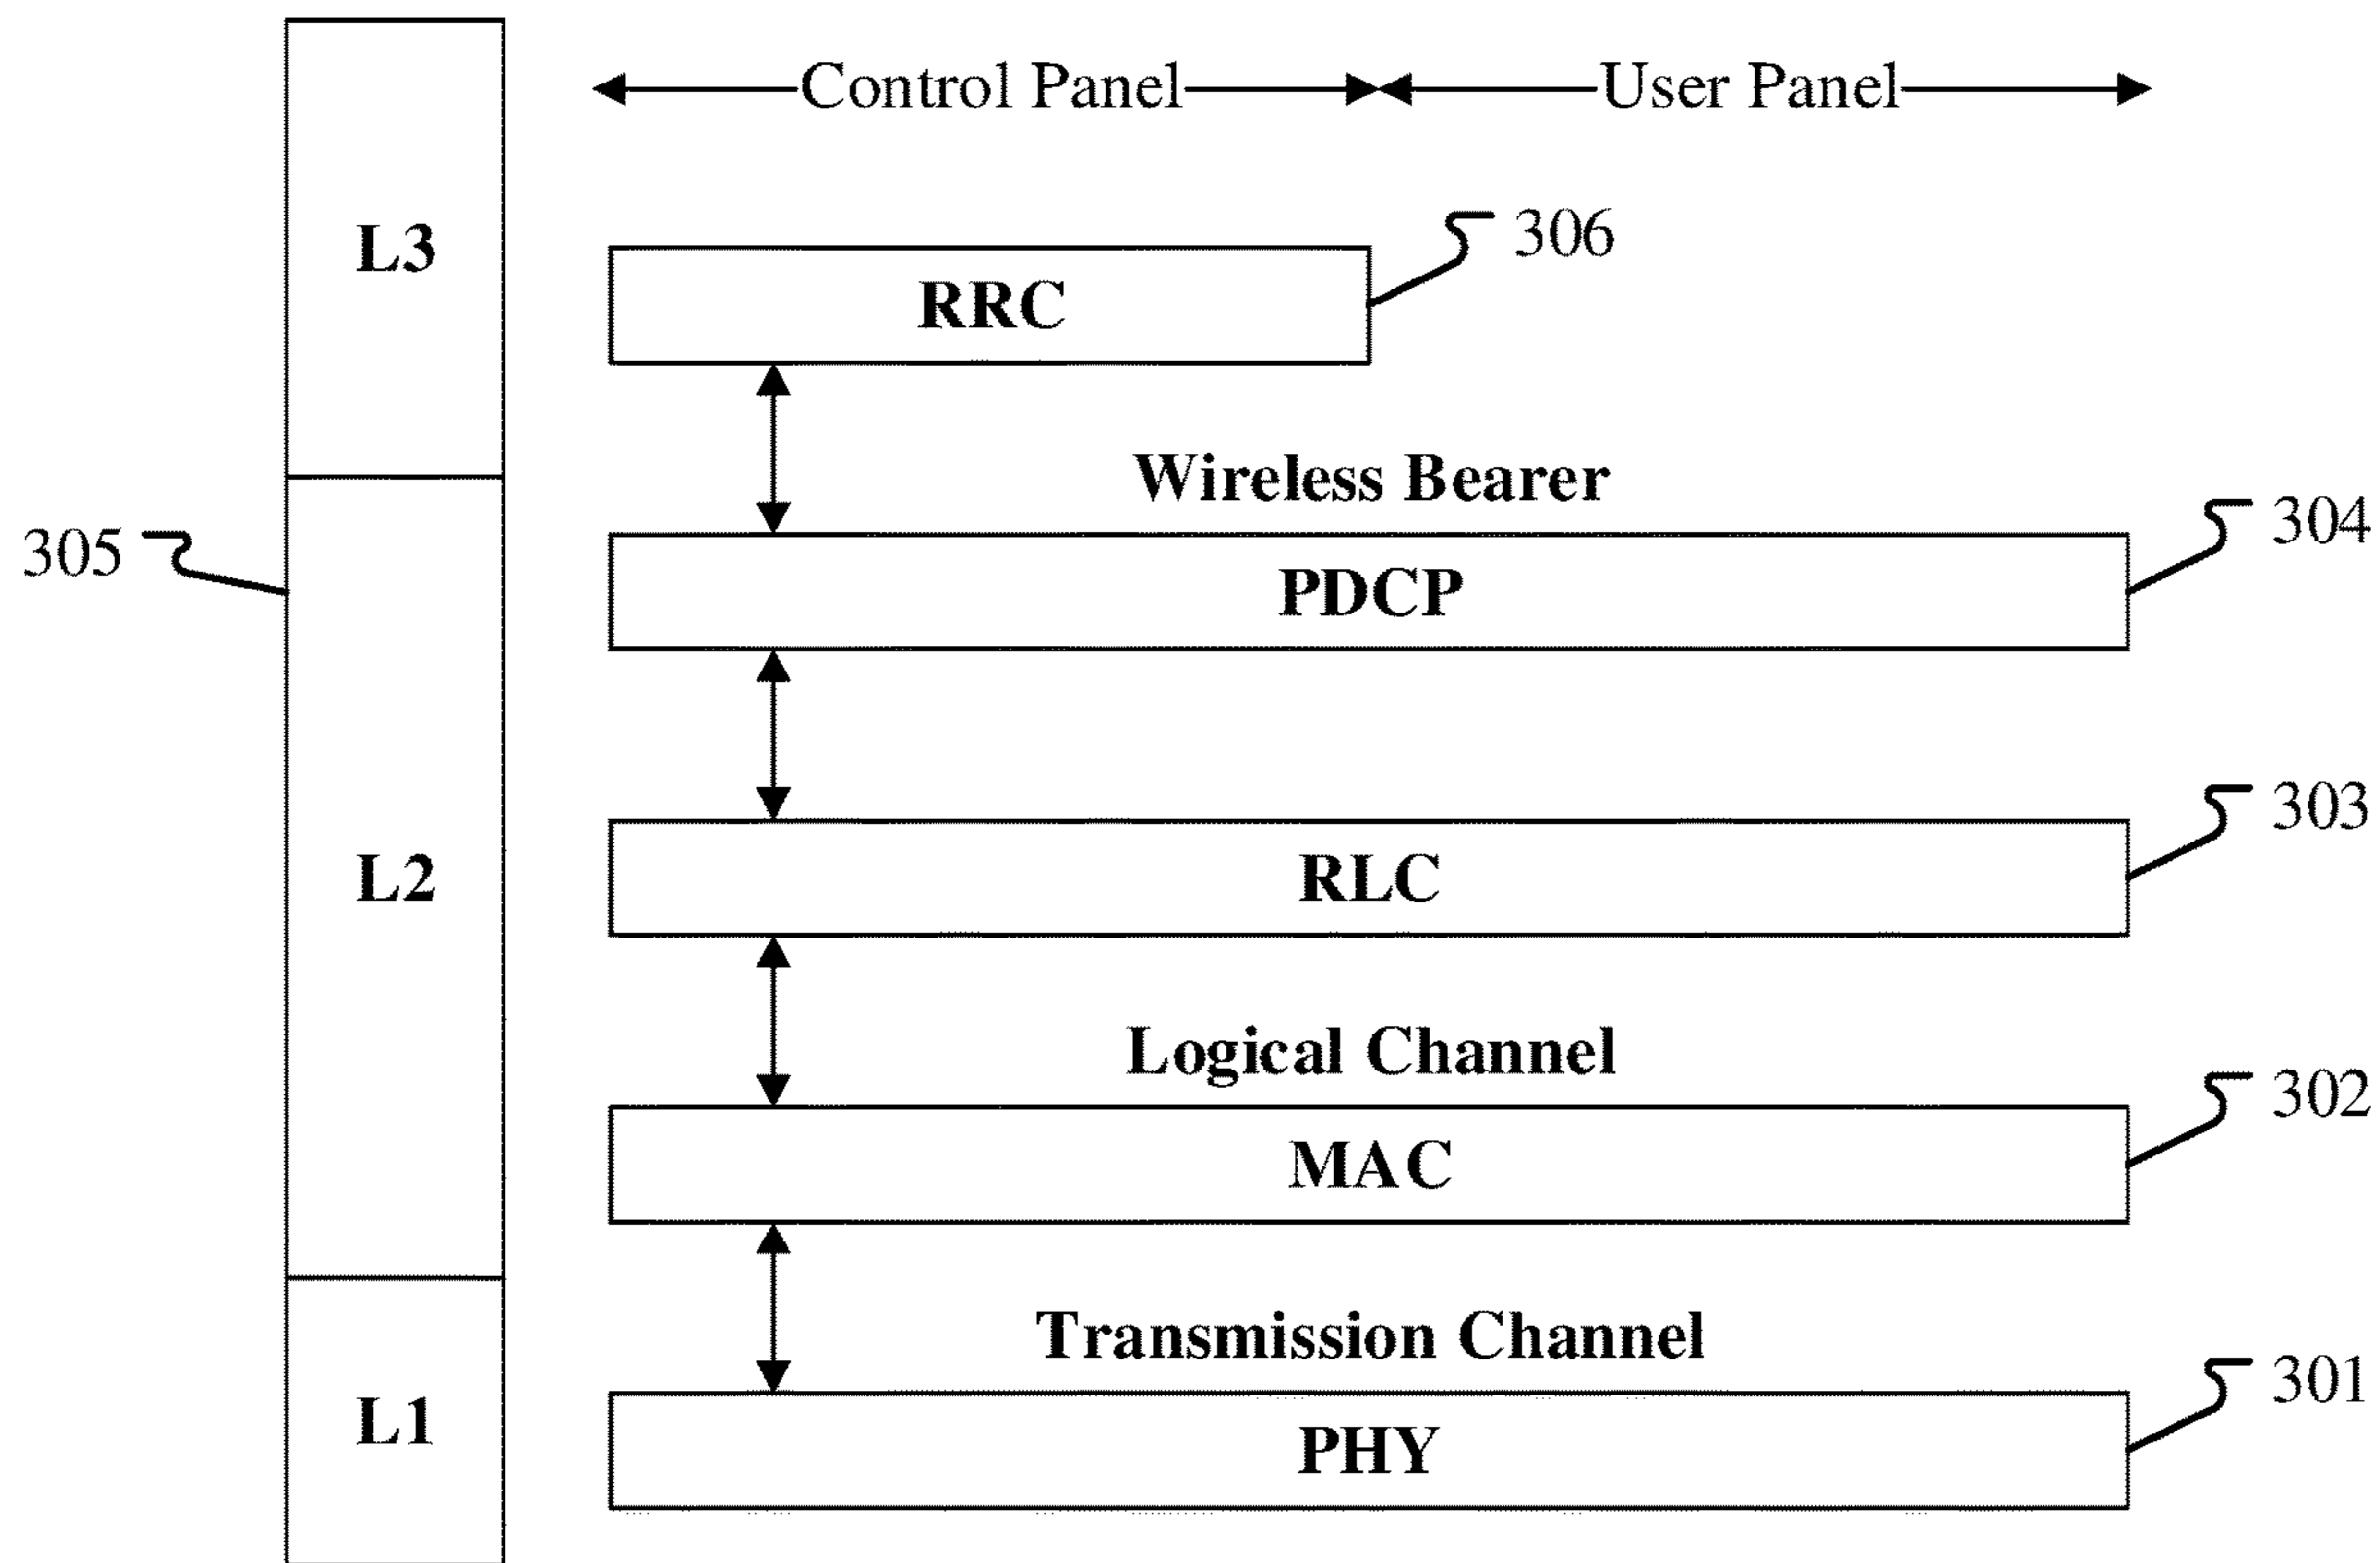 Control Panel User Panel
L3
306
RRC
Wireless Bearer
304
305
PDCP
303
L2
RLC
Logical Channel
302
MAC
Transmission Channel
301
L1
PHY